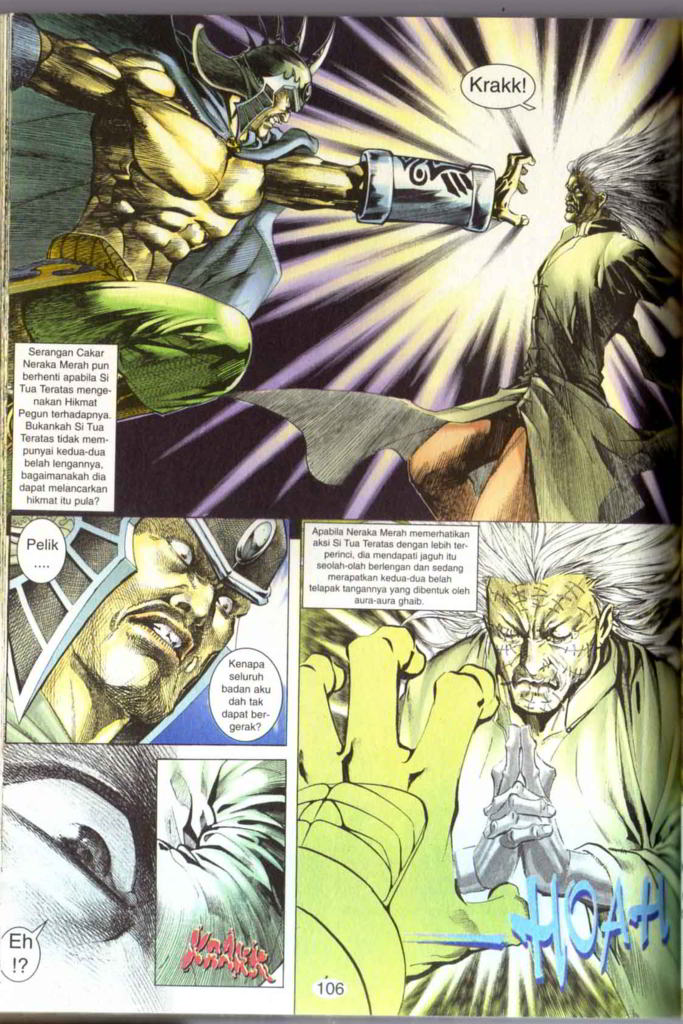 Krakk!
Serangan Cakar
Neraka Merah pun
berhenti apabila Si
Tua Teratas menge-
nakan Hikmat
Pegun terhadapnya.
Bukankah Si Tua
Teratas tidak mem-
punyai kedua-dua
belah lengannya,
bagaimanakah dia
dapat melancarkan
hikmat itu pula?
Pelik
....
Kenapa
seluruh
badan aku
dah tak
dapat ber-
gerak?
Apabila Neraka Merah memerhatikan
aksi Si Tua Teratas dengan lebih ter-
perinci, dia mendapati jaguh itu
seolah-olah berlengan dan sedang
merapatkan kedua-dua belah
telapak tangannya yang dibentuk oleh
aura-aura ghaib.
Eh
!?
KRAKK
HOAH
106